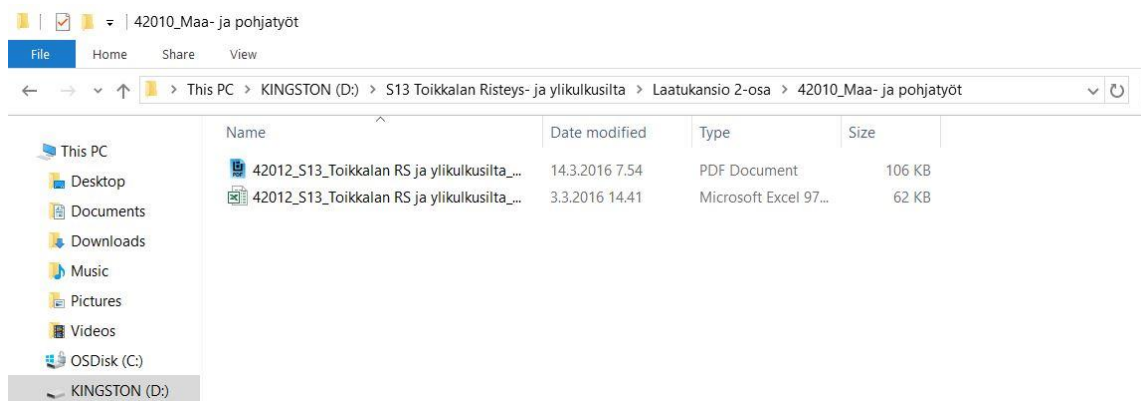 42010_Maa- ja pohjatyöt
File Home Share View
This PC > KINGSTON (D:) > S13 Toikkalan Risteys- ja ylikulkusilta > Laatukansio 2-osa > 42010_Maa- ja pohjatyöt
Name Date modified Type Size
42012_S13_Toikkalan RS ja ylikulkusilta_... 14.3.2016 7.54 PDF Document 106 KB
42012_S13_Toikkalan RS ja ylikulkusilta_... 3.3.2016 14.41 Microsoft Excel 97... 62 KB
This PC
Desktop
Documents
Downloads
Music
Pictures
Videos
OSDisk (C:)
KINGSTON (D:)